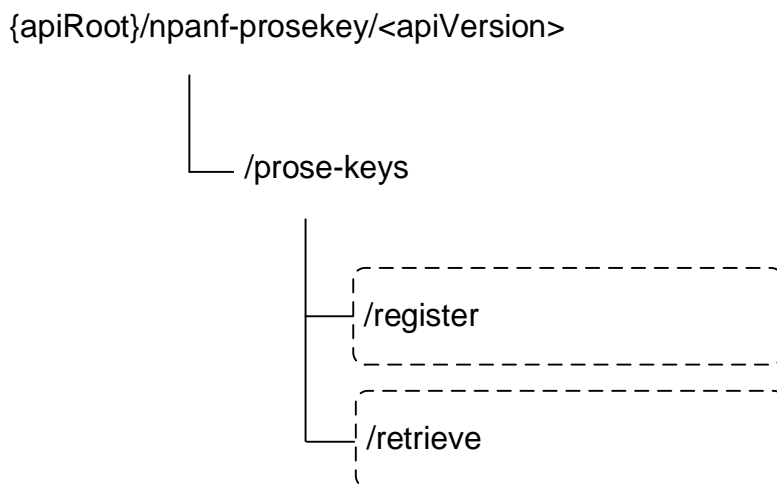 {apiRoot}/npanf-prosekey/<apiVersion>
/prose-keys
/register
/retrieve